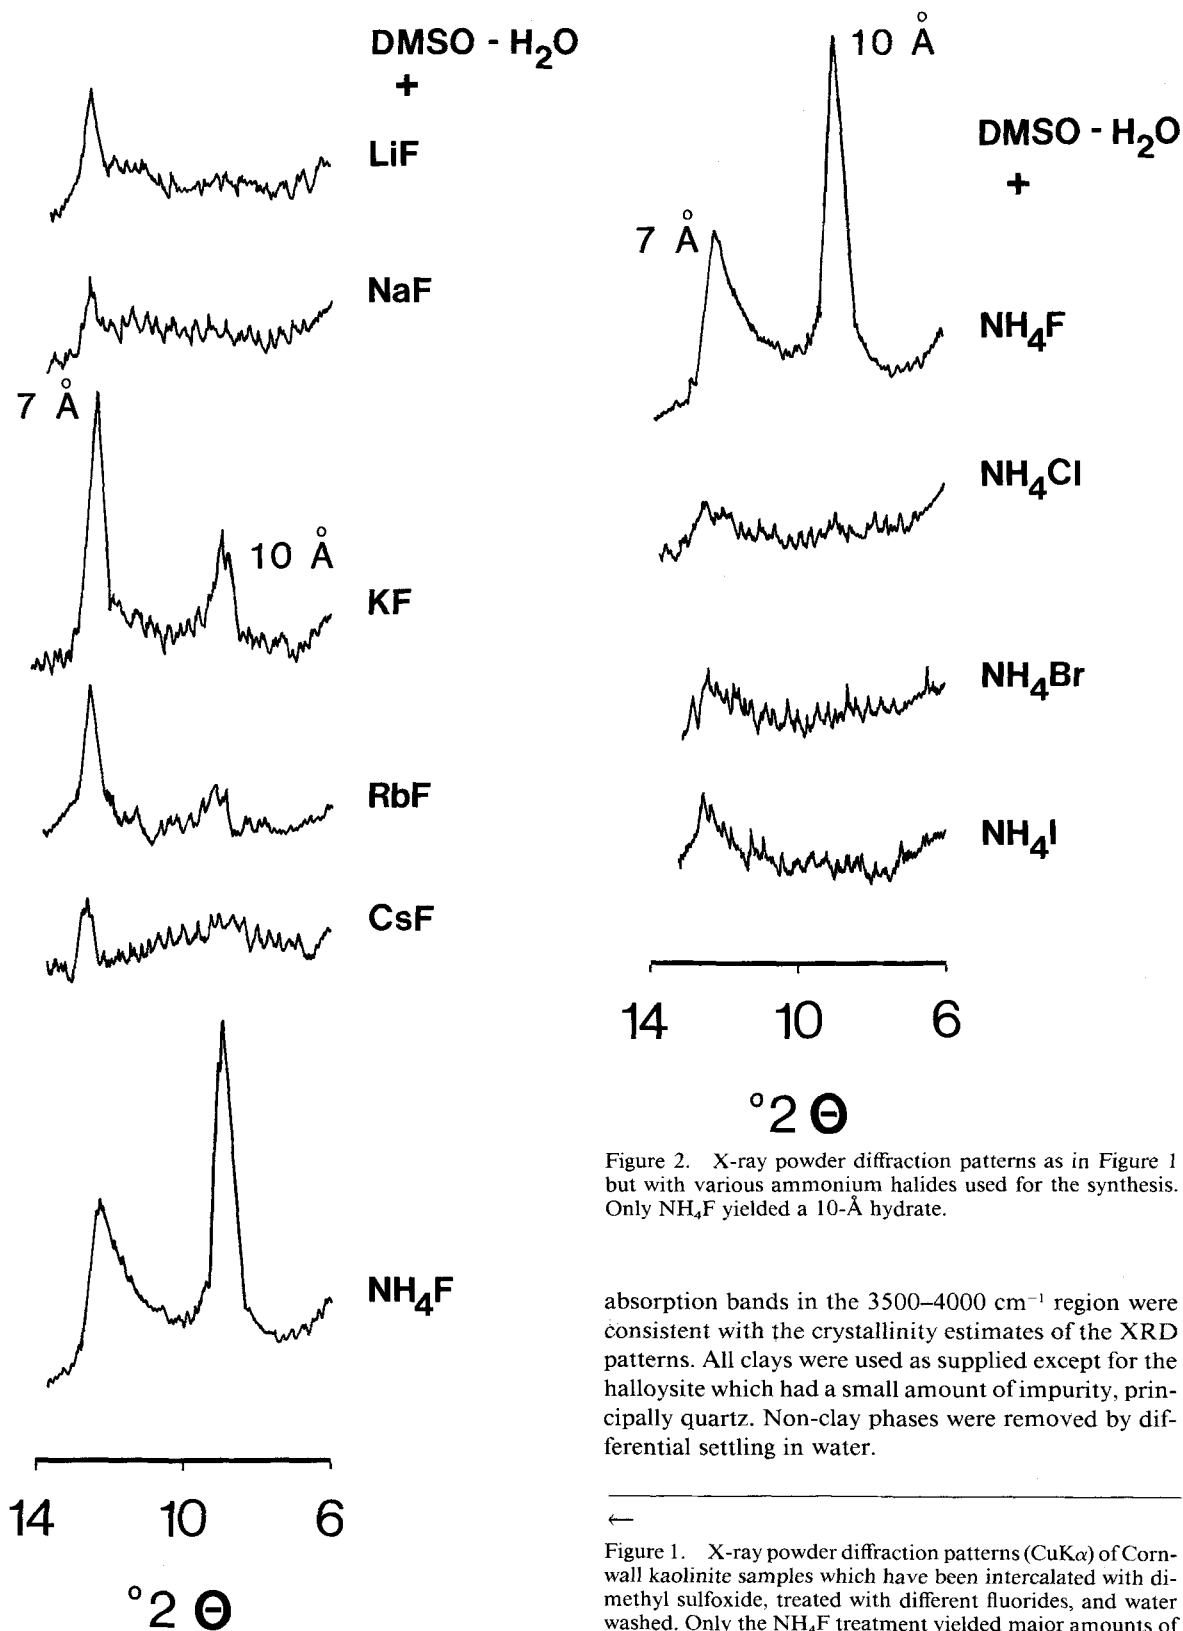 DMSO - H2O
+
LiF
NaF
7 Å
10 Å
KF
RbF
CsF
NH4F
14 10 6
°2 Θ
10 Å
DMSO - H2O
+
7 Å
NH4F
NH4Cl
NH4Br
NH4I
14 10 6
°2 Θ
Figure 2. X-ray powder diffraction patterns as in Figure 1
but with various ammonium halides used for the synthesis.
Only NH4F yielded a 10-Å hydrate.
absorption bands in the 3500–4000 cm⁻¹ region were
consistent with the crystallinity estimates of the XRD
patterns. All clays were used as supplied except for the
halloysite which had a small amount of impurity, prin-
cipally quartz. Non-clay phases were removed by dif-
ferential settling in water.
←
Figure 1. X-ray powder diffraction patterns (CuKα) of Corn-
wall kaolinite samples which have been intercalated with di-
methyl sulfoxide, treated with different fluorides, and water
washed. Only the NH4F treatment yielded major amounts of